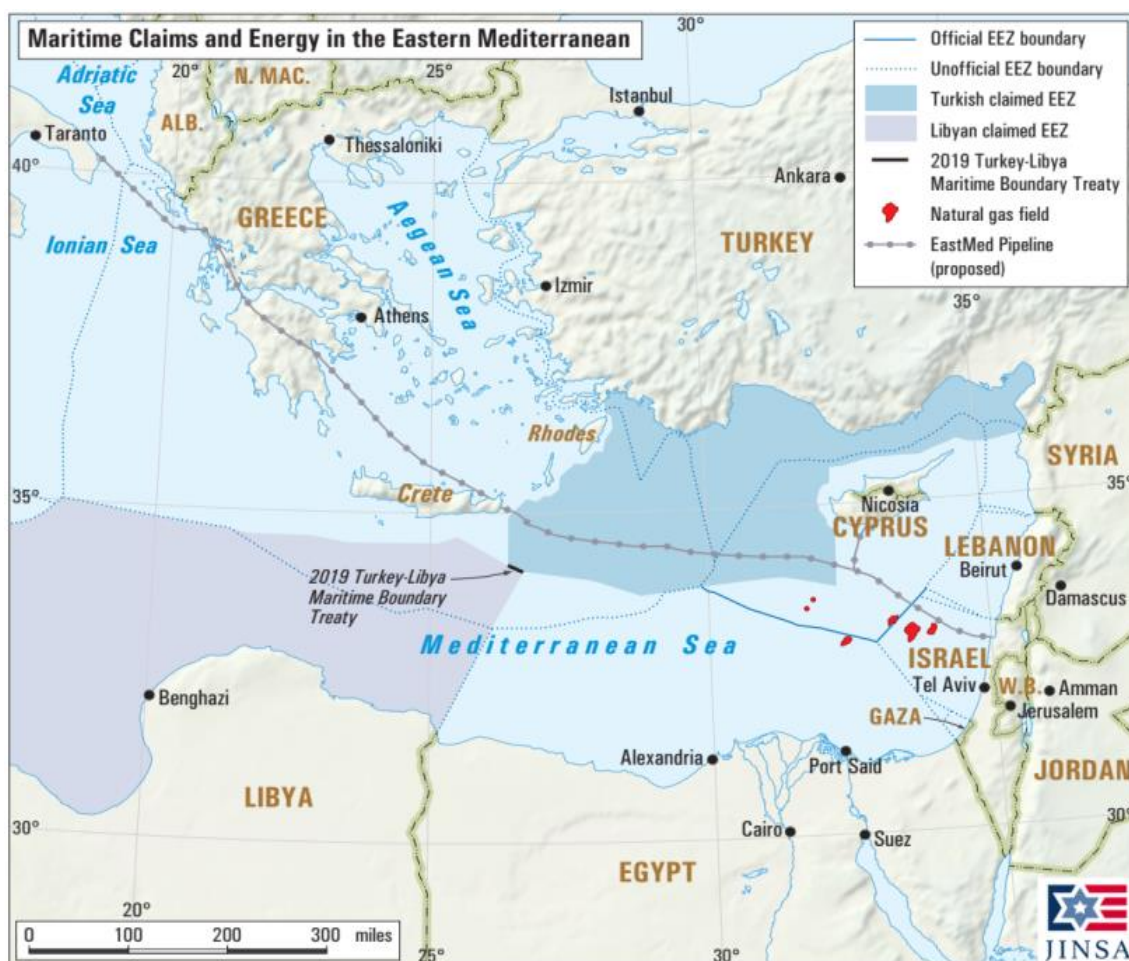 Maritime Claims and Energy in the Eastern Mediterranean
Official EEZ boundary
Unofficial EEZ boundary
Turkish claimed EEZ
Libyan claimed EEZ
2019 Turkey-Libya
Maritime Boundary Treaty
Natural gas field
EastMed Pipeline
(proposed)
30°
20°
25°
Adriatic
Sea
N. MAC.
ALB.
Taranto
Istanbul
Thessaloniki
40°
Ankara
GREECE
Aegean Sea
Ionian Sea
TURKEY
Izmir
35°
Athens
Rhodes
Crete
SYRIA
35°
35°
Nicosia
CYPRUS
LEBANON
Beirut
2019 Turkey-Libya
Maritime Boundary
Treaty
Damascus
Mediterranean Sea
ISRAEL
Tel Aviv
W.B.
Amman
Jerusalem
Benghazi
GAZA
Alexandria
Port Said
JORDAN
LIBYA
30°
30°
Cairo
Suez
EGYPT
20°
0 100 200 300 miles
25°
30°
JINSA